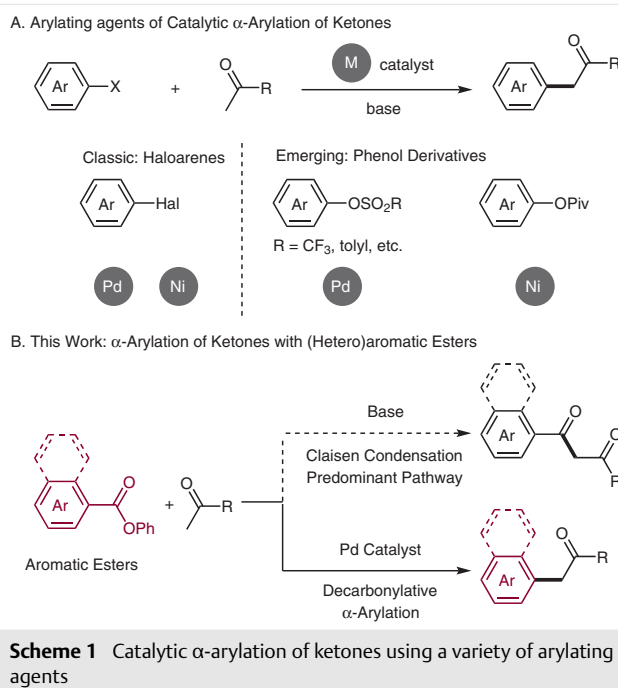 A. Arylating agents of Catalytic α-Arylation of Ketones
Ar
X
+
O
R
M
catalyst
base
Ar
O
R
Classic: Haloarenes
Emerging: Phenol Derivatives
Ar
Hal
Ar
OSO₂R
Ar
OPiv
R = CF₃, tolyl, etc.
Pd
Ni
Pd
Ni
B. This Work: α-Arylation of Ketones with (Hetero)aromatic Esters
Ar
O
OPh
Aromatic Esters
+
O
R
Base
Claisen Condensation
Predominant Pathway
Ar
O
O
R
Pd Catalyst
Decarbonylative
α-Arylation
Ar
O
R
Scheme 1 Catalytic α-arylation of ketones using a variety of arylating
agents